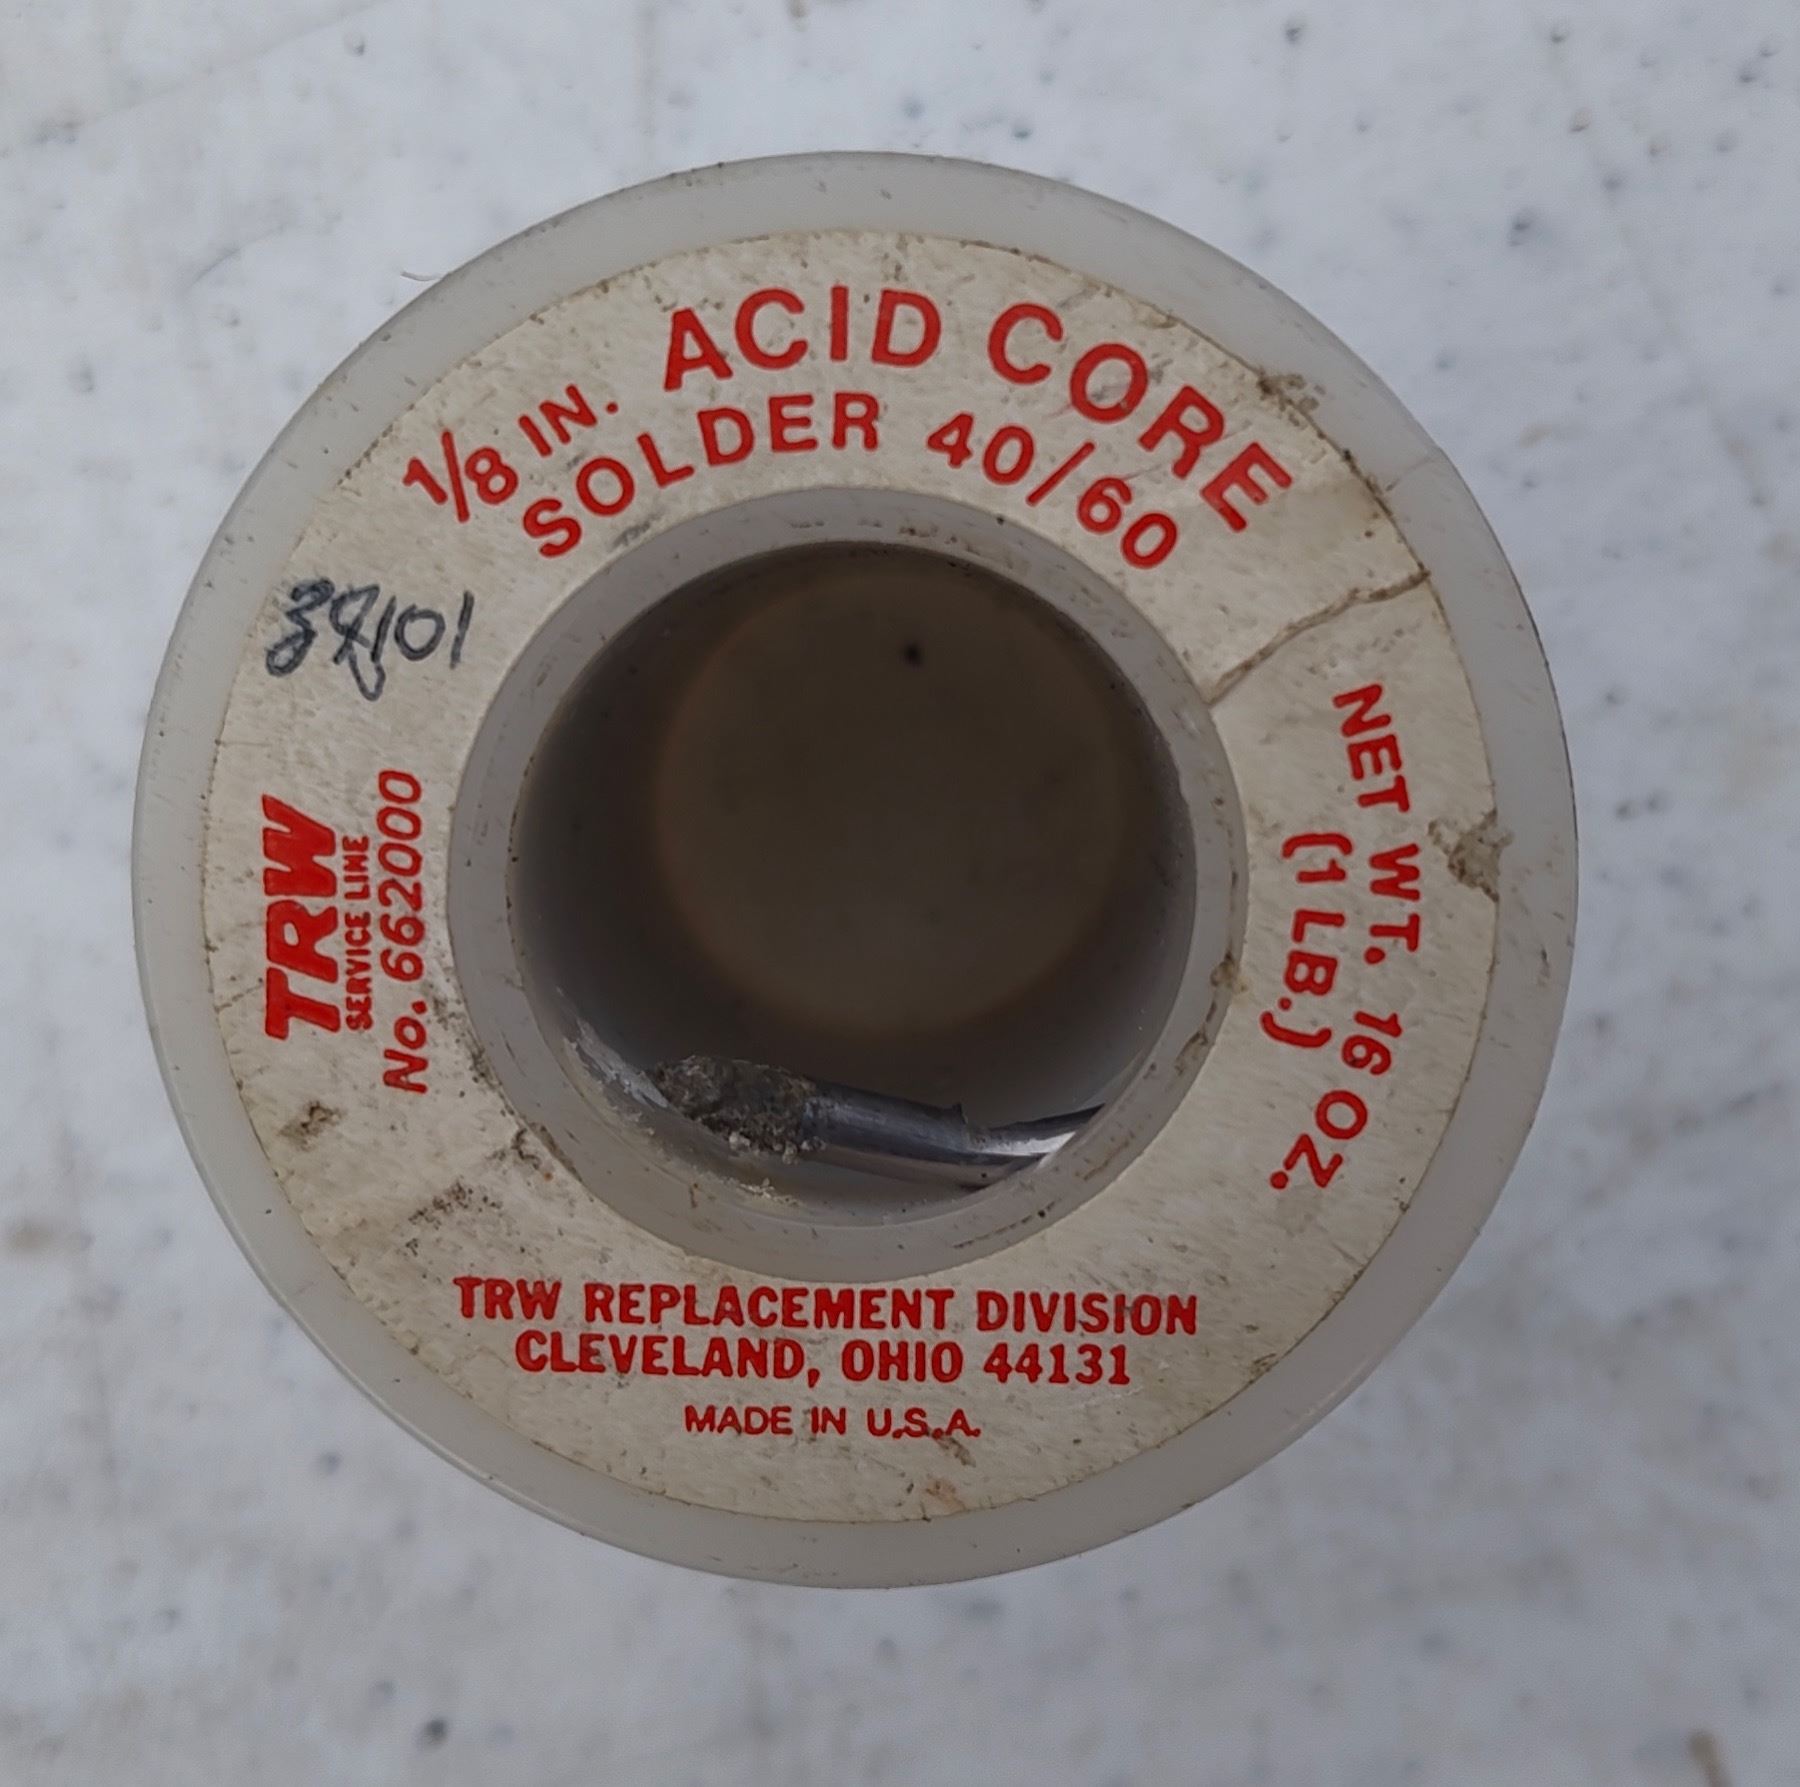 1/8 IN. ACID CORE
SOLDER 40/60
NET WT. 16 OZ.
(1 LB.)
TRW
SERVICE LINE
No. 662000
TRW REPLACEMENT DIVISION
CLEVELAND, OHIO 44131
MADE IN U.S.A.